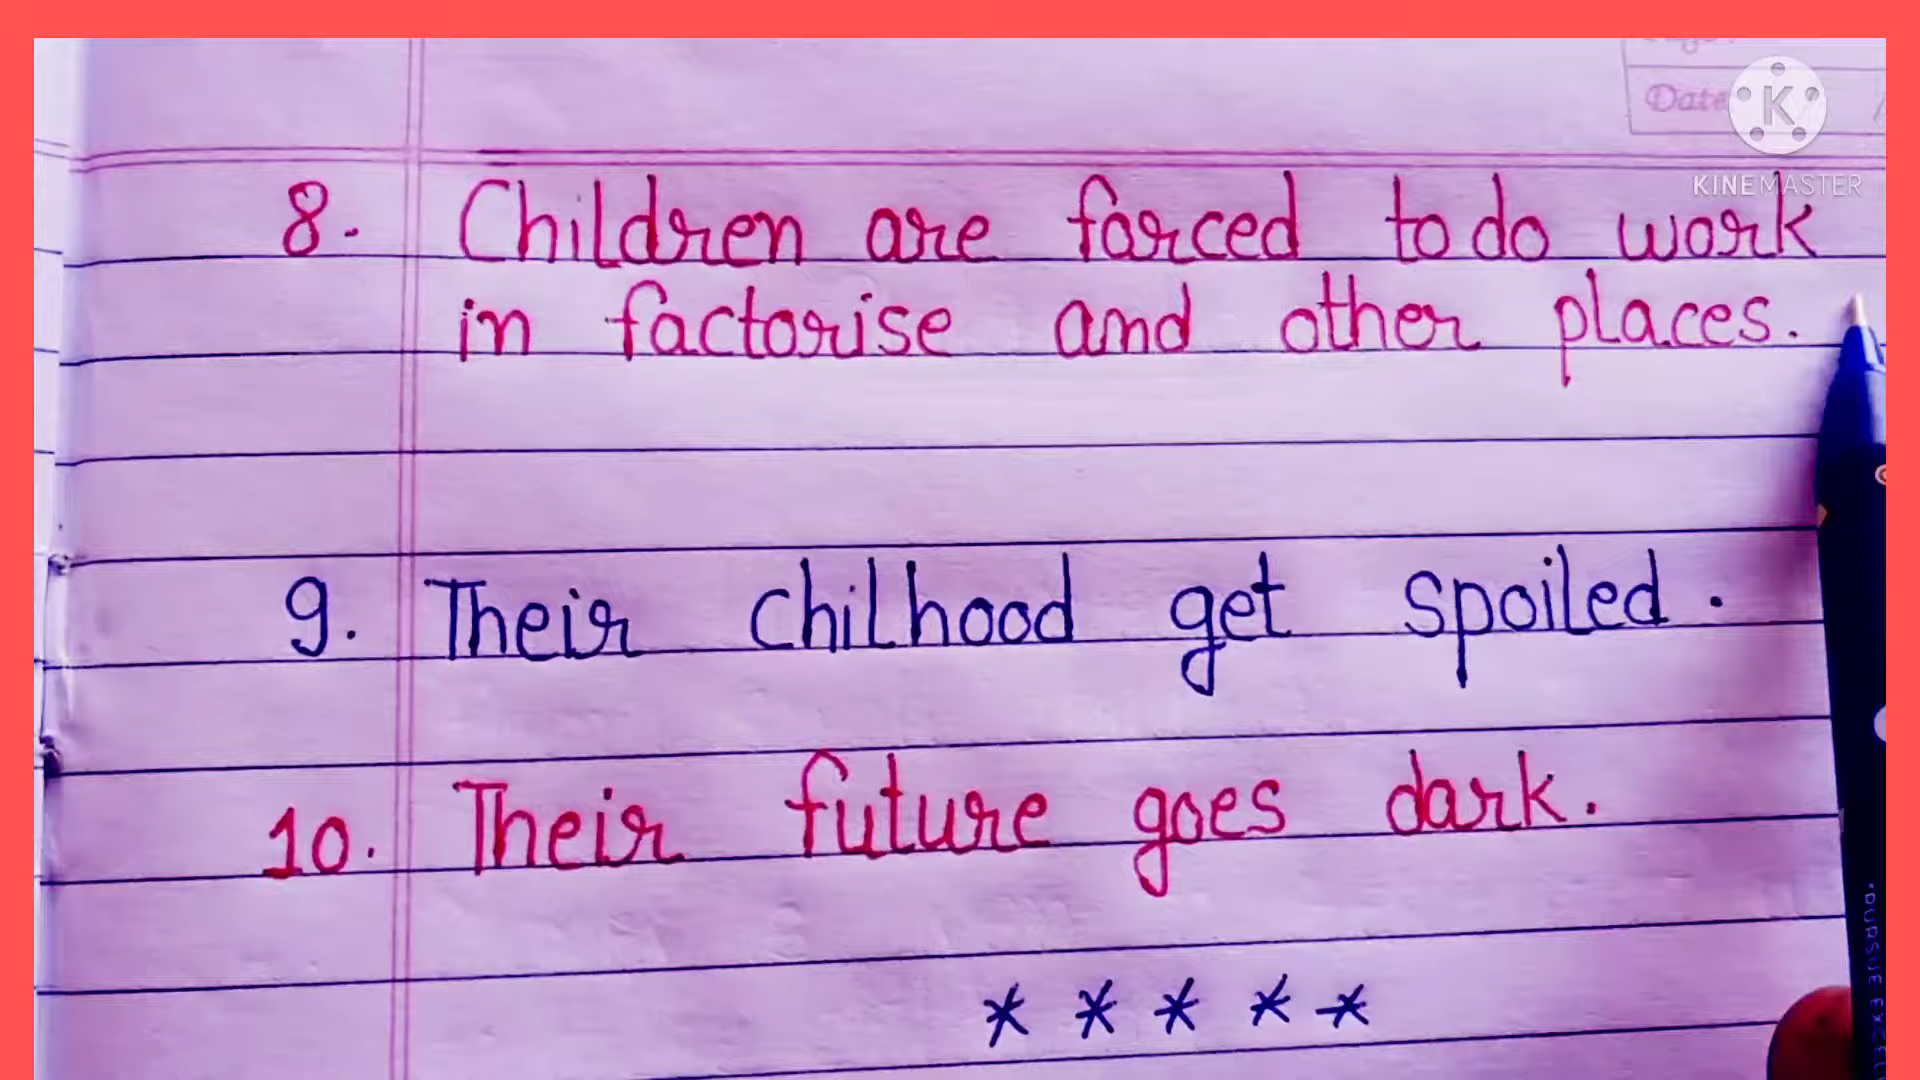 Date
K
KINEMASTER
8. Children are forced to do work
in factorise and other places.
9. Their chilhood get spoiled.
10. Their future goes dark.
* * * * *